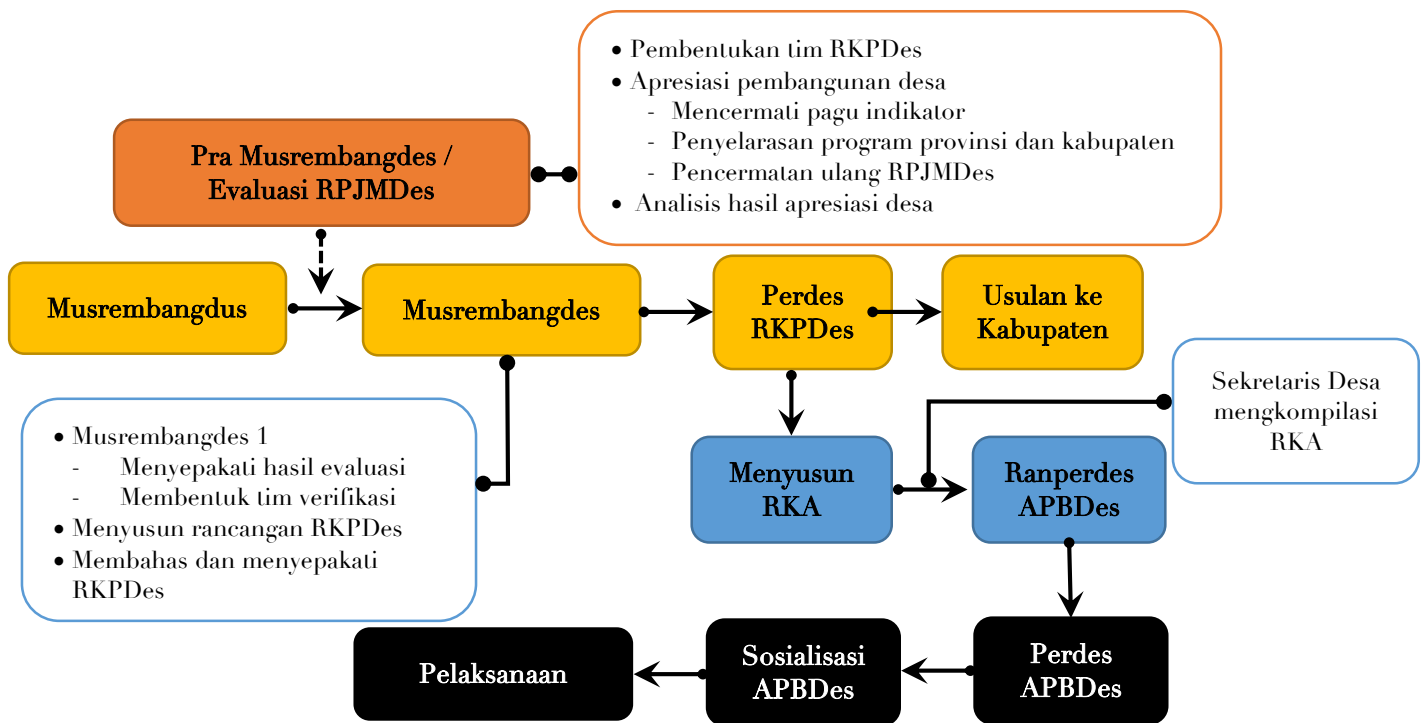 • Pembentukan tim RKPDes
• Apresiasi pembangunan desa
- Mencermati pagu indikator
- Penyelarasan program provinsi dan kabupaten
- Pencermatan ulang RPJMDes
• Analisis hasil apresiasi desa
Pra Musrembangdes /
Evaluasi RPJMDes
Musrembangdus
Musrembangdes
Perdes
RKPDes
Usulan ke
Kabupaten
Sekretaris Desa
mengkompilasi
RKA
• Musrembangdes 1
- Menyepakati hasil evaluasi
- Membentuk tim verifikasi
• Menyusun rancangan RKPDes
• Membahas dan menyepakati
RKPDes
Menyusun
RKA
Ranperdes
APBDes
Pelaksanaan
Sosialisasi
APBDes
Perdes
APBDes